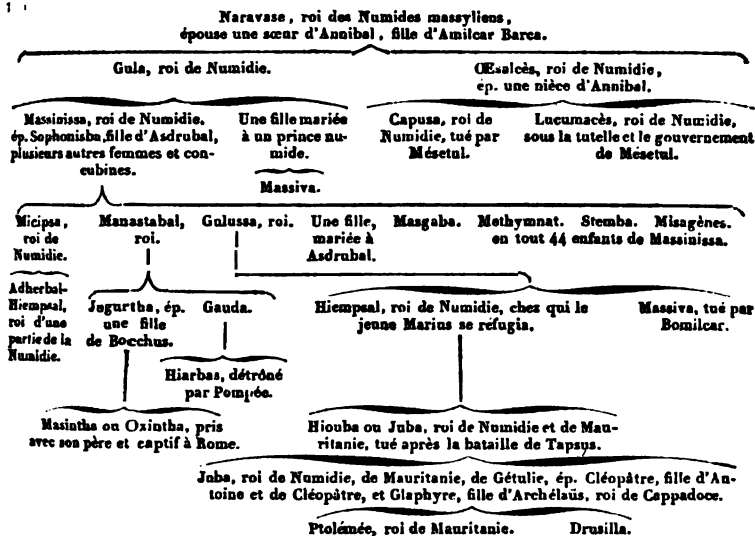 1
Naravase, roi des Numides massyliens,
épouse une sœur d'Annibal, fille d'Amilcar Barca.
Gula, roi de Numidie.
Œsalcès, roi de Numidie,
ép. une nièce d'Annibal.
Massinissa, roi de Numidie.
ép. Sophonisba, fille d'Asdrubal,
plusieurs autres femmes et con-
cubines.
Une fille mariée
à un prince nu-
mide.
Massiva.
Capusa, roi de
Numidie, tué par
Mésetul.
Lucumacès, roi de Numidie,
sous la tutelle et le gouvernement
de Mésetul.
Micipsa,
roi de
Numidie.
Manastabal,
roi.
Gulussa, roi.
Une fille,
mariée à
Asdrubal.
Masgaba.
Methymnat.
Stemba.
Misagènes.
en tout 44 enfants de Massinissa.
Adherbal-
Hiempsal,
roi d'une
partie de la
Numidie.
Jugurtha, ép.
une fille
de Bocchus.
Gauda.
Hiempsal, roi de Numidie, chez qui le
jeune Marius se réfugia.
Massiva, tué par
Bomilcar.
Hiarbas, détrôné
par Pompée.
Masintha ou Oxintha, pris
avec son père et captif à Rome.
Hiouba ou Juba, roi de Numidie et de Mau-
ritanie, tué après la bataille de Tapsus.
Juba, roi de Numidie, de Mauritanie, de Gétulie, ép. Cléopâtre, fille d'An-
toine et de Cléopâtre, et Glaphyre, fille d'Archélaüs, roi de Cappadoce.
Ptolémée, roi de Mauritanie.
Drusilla.